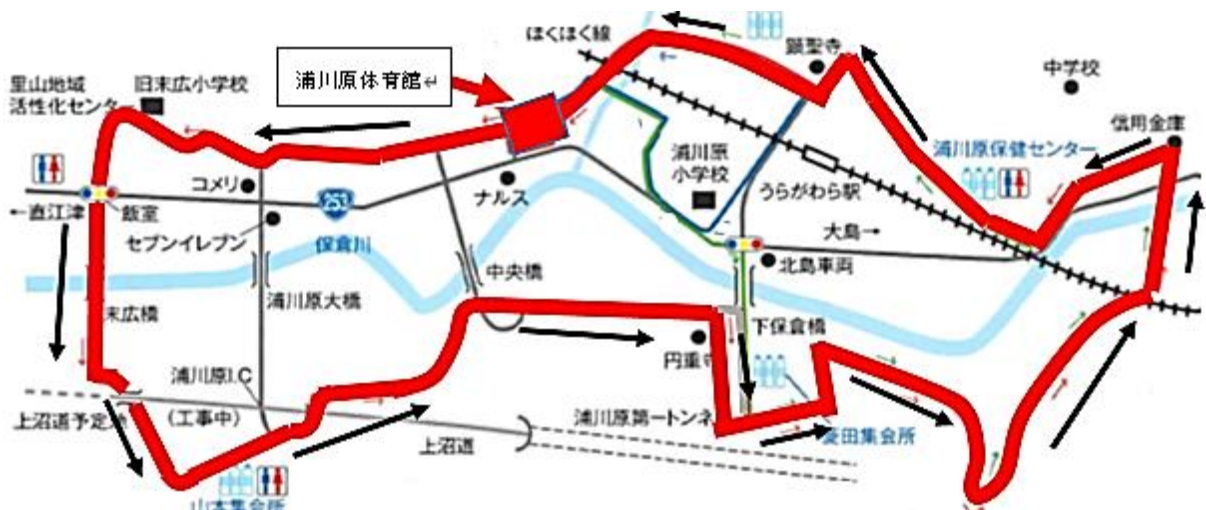 ほくほく線
顕聖寺
中学校
里山地域
活性化センター
旧末広小学校
浦川原体育館↵
信用金庫
浦川原保健センター
浦川原
小学校
うらがわら駅
コメリ
ナルス
253
←直江津
飯室
セブンイレブン
保倉川
大島→
北島車両
中央橋
浦川原大橋
末広橋
下保倉橋
円重寺
浦川原I.C
(工事中)
上沼道予定
上沼道
浦川原第一トンネ
菱田集会所
山本集会所